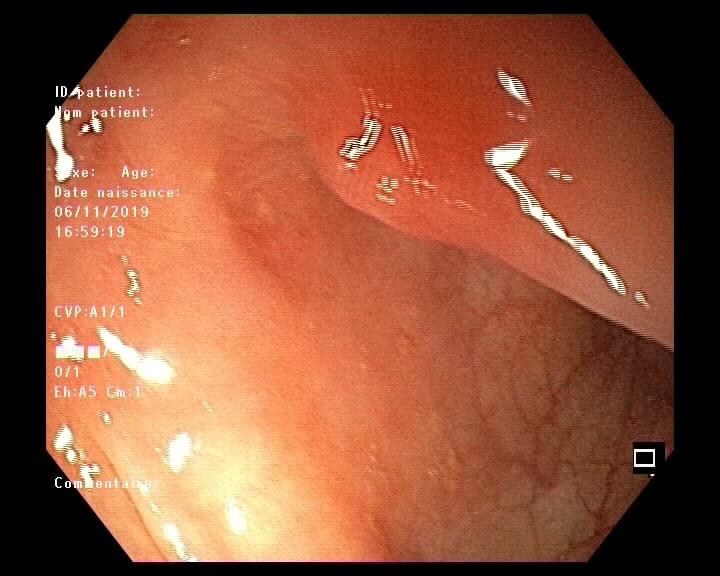 ID patient:
Nom patient:
Sexe: Age:
Date naissance:
06/11/2019
16:59:19
CVP:A1/1
0/1
Eh:A5 Cm:1
Commentaire: